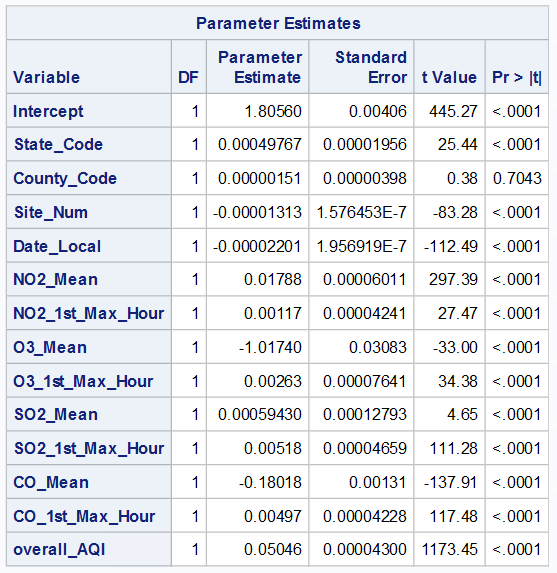 Parameter Estimates
Variable DF Parameter Estimate Standard Error t Value Pr > |t|
Intercept 1 1.80560 0.00406 445.27 <.0001
State_Code 1 0.00049767 0.00001956 25.44 <.0001
County_Code 1 0.00000151 0.00000398 0.38 0.7043
Site_Num 1 -0.00001313 1.576453E-7 -83.28 <.0001
Date_Local 1 -0.00002201 1.956919E-7 -112.49 <.0001
NO2_Mean 1 0.01788 0.00006011 297.39 <.0001
NO2_1st_Max_Hour 1 0.00117 0.00004241 27.47 <.0001
O3_Mean 1 -1.01740 0.03083 -33.00 <.0001
O3_1st_Max_Hour 1 0.00263 0.00007641 34.38 <.0001
SO2_Mean 1 0.00059430 0.00012793 4.65 <.0001
SO2_1st_Max_Hour 1 0.00518 0.00004659 111.28 <.0001
CO_Mean 1 -0.18018 0.00131 -137.91 <.0001
CO_1st_Max_Hour 1 0.00497 0.00004228 117.48 <.0001
overall_AQI 1 0.05046 0.00004300 1173.45 <.0001